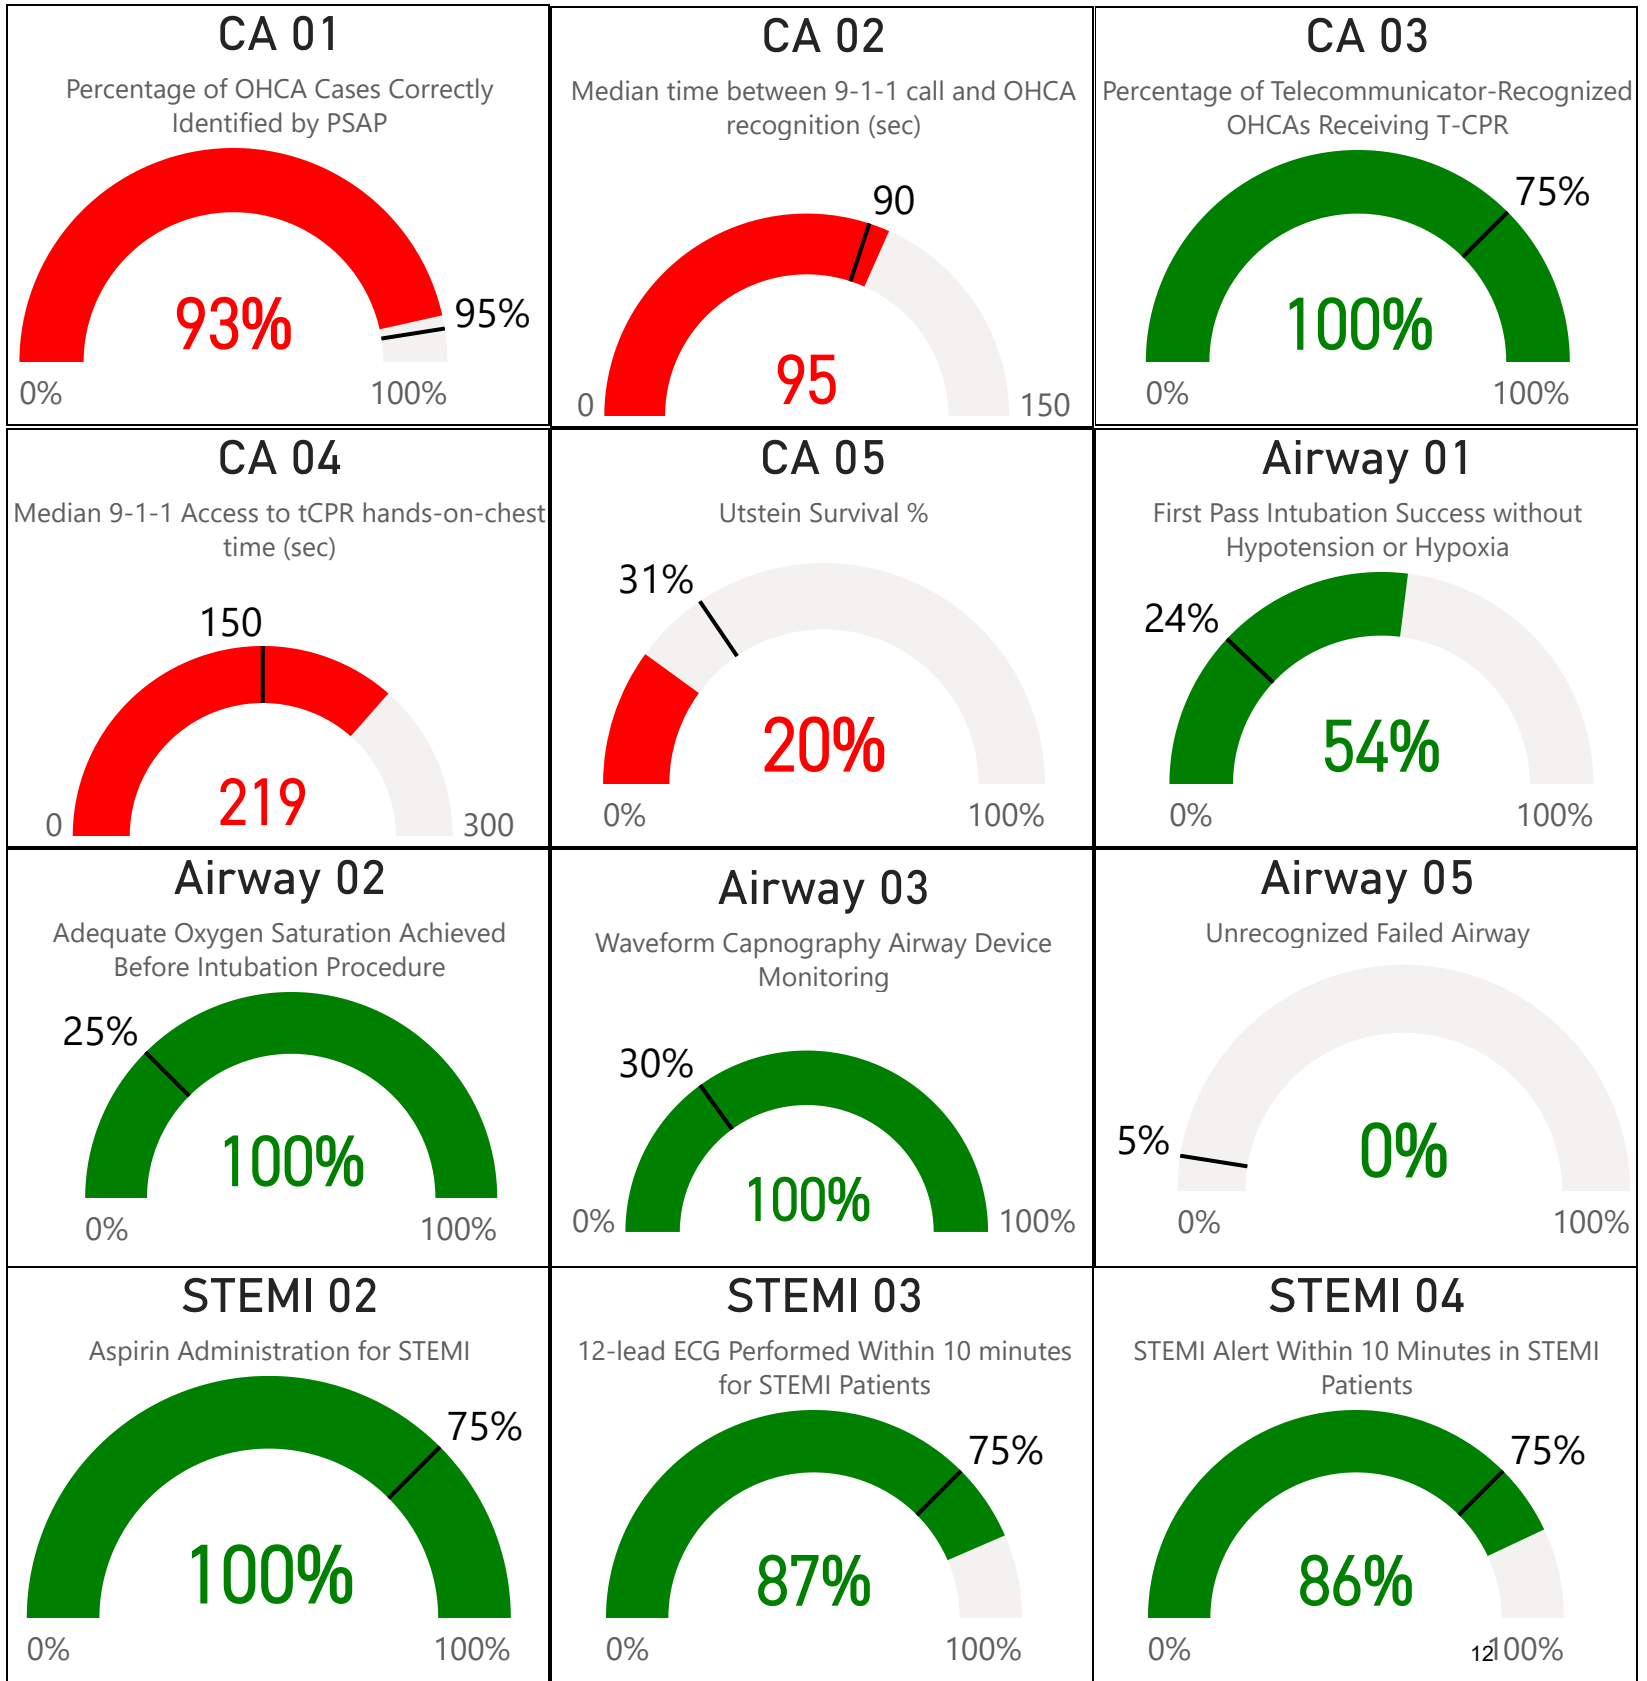 CA 01
Percentage of OHCA Cases Correctly
Identified by PSAP
95%
93%
0%
100%
CA 02
Median time between 9-1-1 call and OHCA
recognition (sec)
90
95
0
150
CA 03
Percentage of Telecommunicator-Recognized
OHCAs Receiving T-CPR
75%
100%
0%
100%
CA 04
Median 9-1-1 Access to tCPR hands-on-chest
time (sec)
150
219
0
300
CA 05
Utstein Survival %
31%
20%
0%
100%
Airway 01
First Pass Intubation Success without
Hypotension or Hypoxia
24%
54%
0%
100%
Airway 02
Adequate Oxygen Saturation Achieved
Before Intubation Procedure
25%
100%
0%
100%
Airway 03
Waveform Capnography Airway Device
Monitoring
30%
100%
0%
100%
Airway 05
Unrecognized Failed Airway
5%
0%
0%
100%
STEMI 02
Aspirin Administration for STEMI
75%
100%
0%
100%
STEMI 03
12-lead ECG Performed Within 10 minutes
for STEMI Patients
75%
87%
0%
100%
STEMI 04
STEMI Alert Within 10 Minutes in STEMI
Patients
75%
86%
0%
100%
12